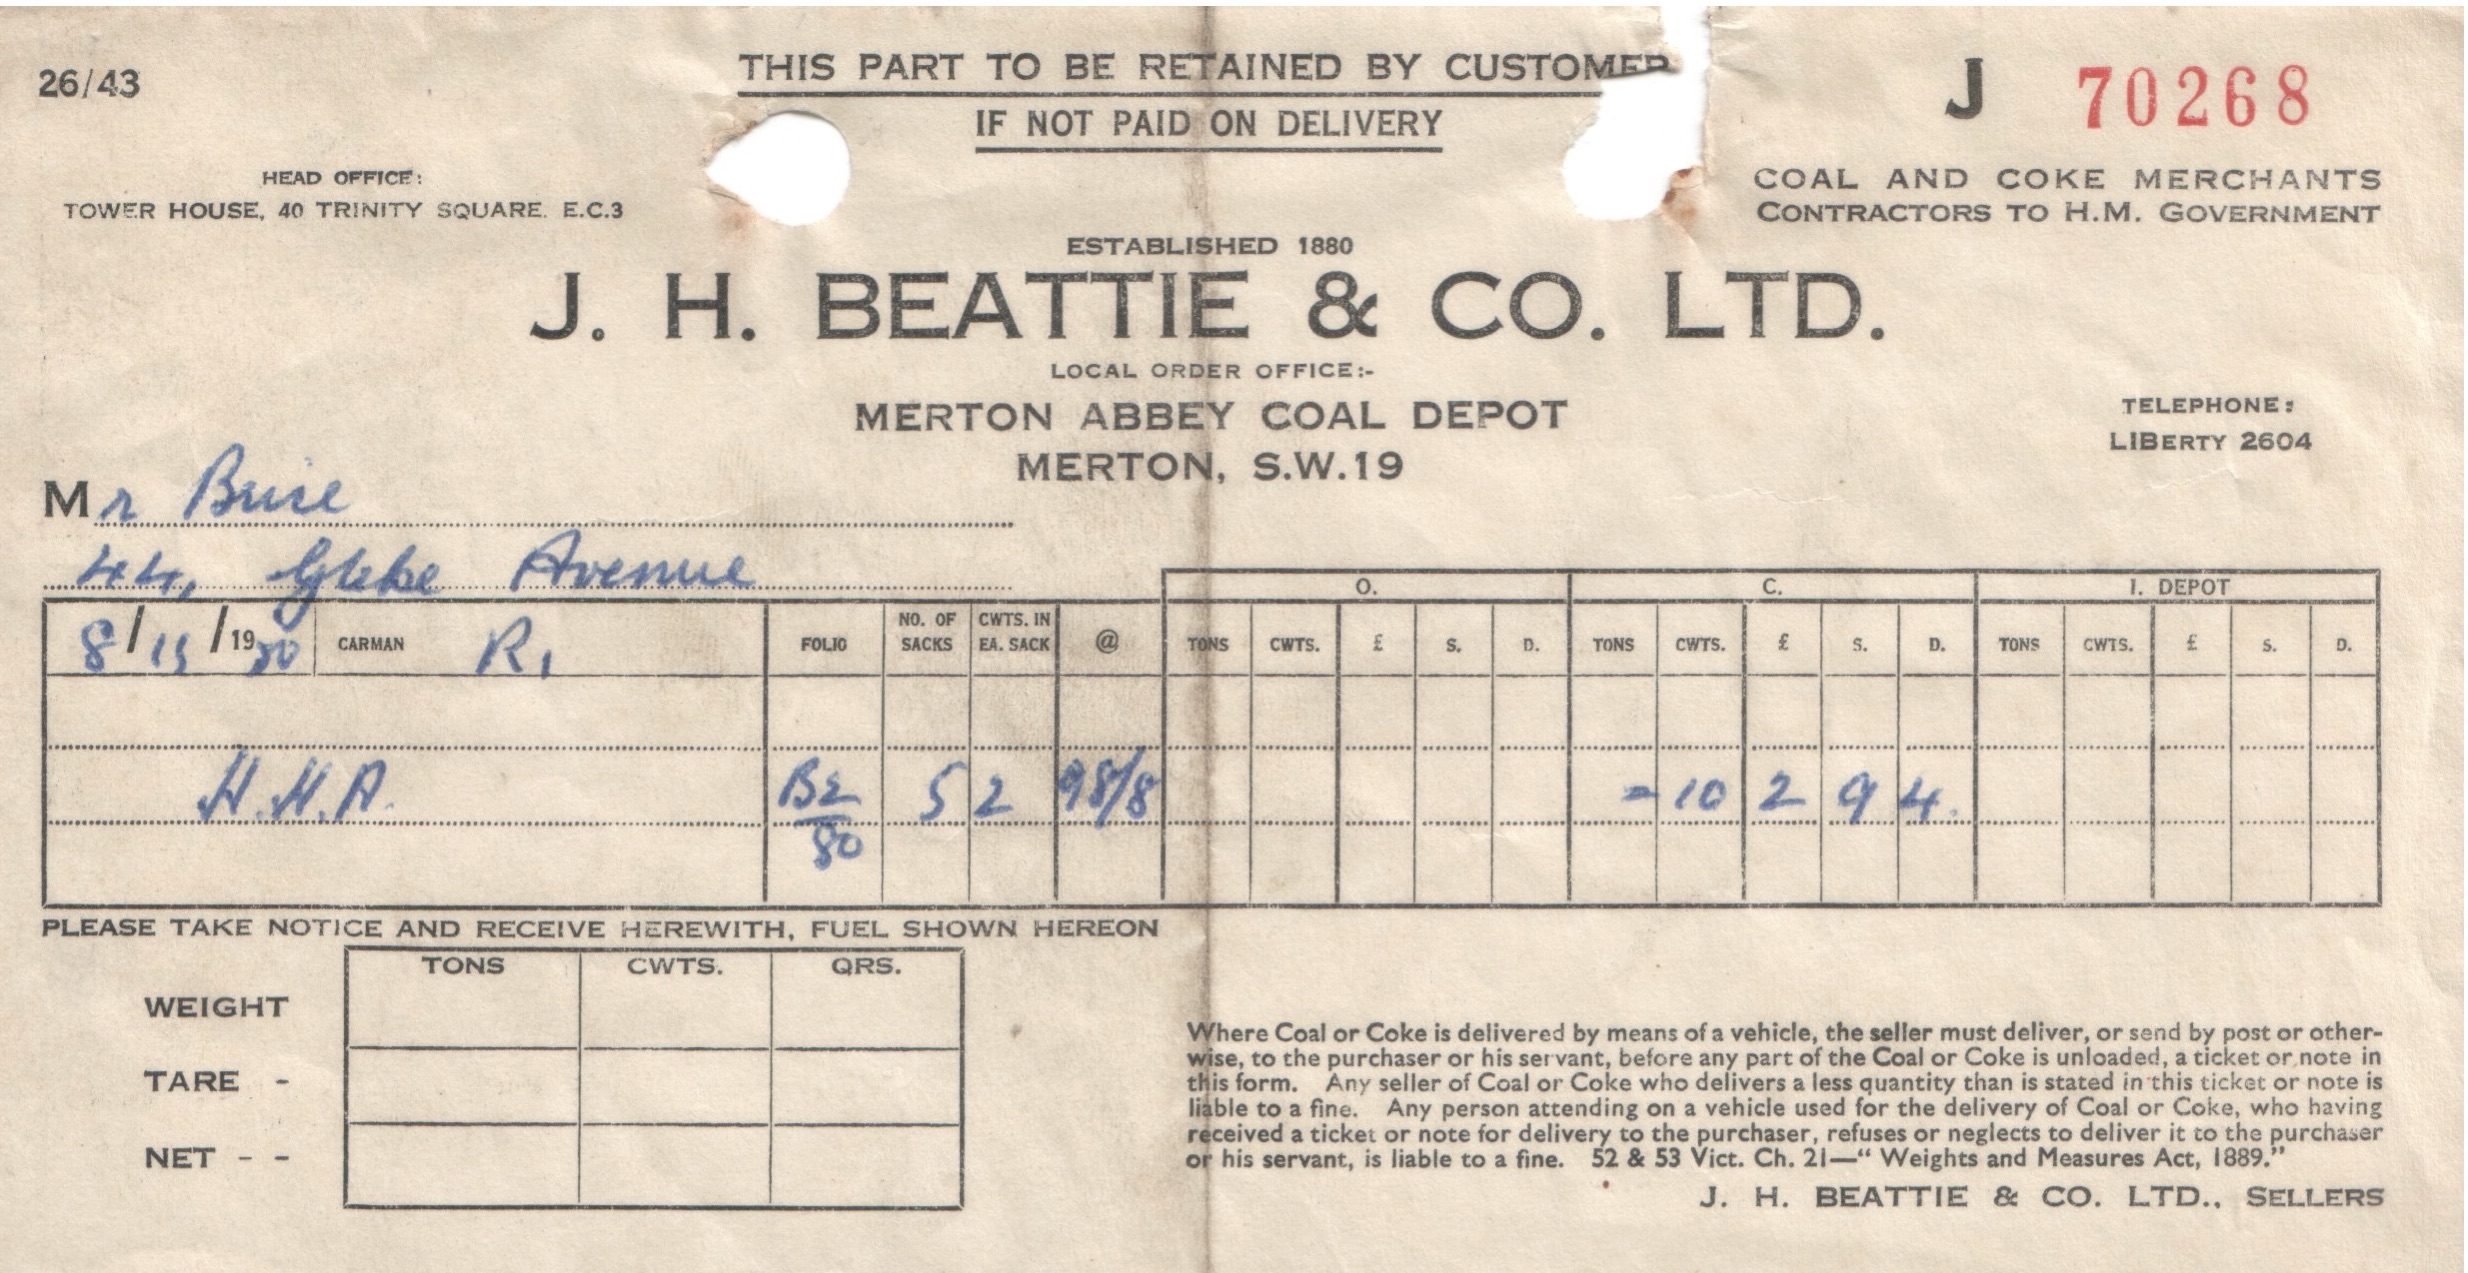 26/43
THIS PART TO BE RETAINED BY CUSTOMER
IF NOT PAID ON DELIVERY
J 70268
HEAD OFFICE:
TOWER HOUSE, 40 TRINITY SQUARE. E.C.3
COAL AND COKE MERCHANTS
CONTRACTORS TO H.M. GOVERNMENT
ESTABLISHED 1880
J. H. BEATTIE & CO. LTD.
LOCAL ORDER OFFICE:-
MERTON ABBEY COAL DEPOT
MERTON, S.W.19
TELEPHONE:
LIBERTY 2604
Mr
44, Glebe Avenue
O. C. I. DEPOT
8/ /19 CARMAN R, FOLIO NO. OF SACKS CWTS. IN EA. SACK @ TONS CWTS. £ S. D. TONS CWTS. £ S. D. TONS CWTS. £ S. D.
H.H.A. 5 2 98/8 - 10 2 9 4.
80
PLEASE TAKE NOTICE AND RECEIVE HEREWITH, FUEL SHOWN HEREON
TONS CWTS. QRS.
WEIGHT
TARE -
NET - -
Where Coal or Coke is delivered by means of a vehicle, the seller must deliver, or send by post or other-
wise, to the purchaser or his servant, before any part of the Coal or Coke is unloaded, a ticket or note in
this form. Any seller of Coal or Coke who delivers a less quantity than is stated in this ticket or note is
liable to a fine. Any person attending on a vehicle used for the delivery of Coal or Coke, who having
received a ticket or note for delivery to the purchaser, refuses or neglects to deliver it to the purchaser
or his servant, is liable to a fine. 52 & 53 Vict. Ch. 21—“ Weights and Measures Act, 1889.”
J. H. BEATTIE & CO. LTD., SELLERS